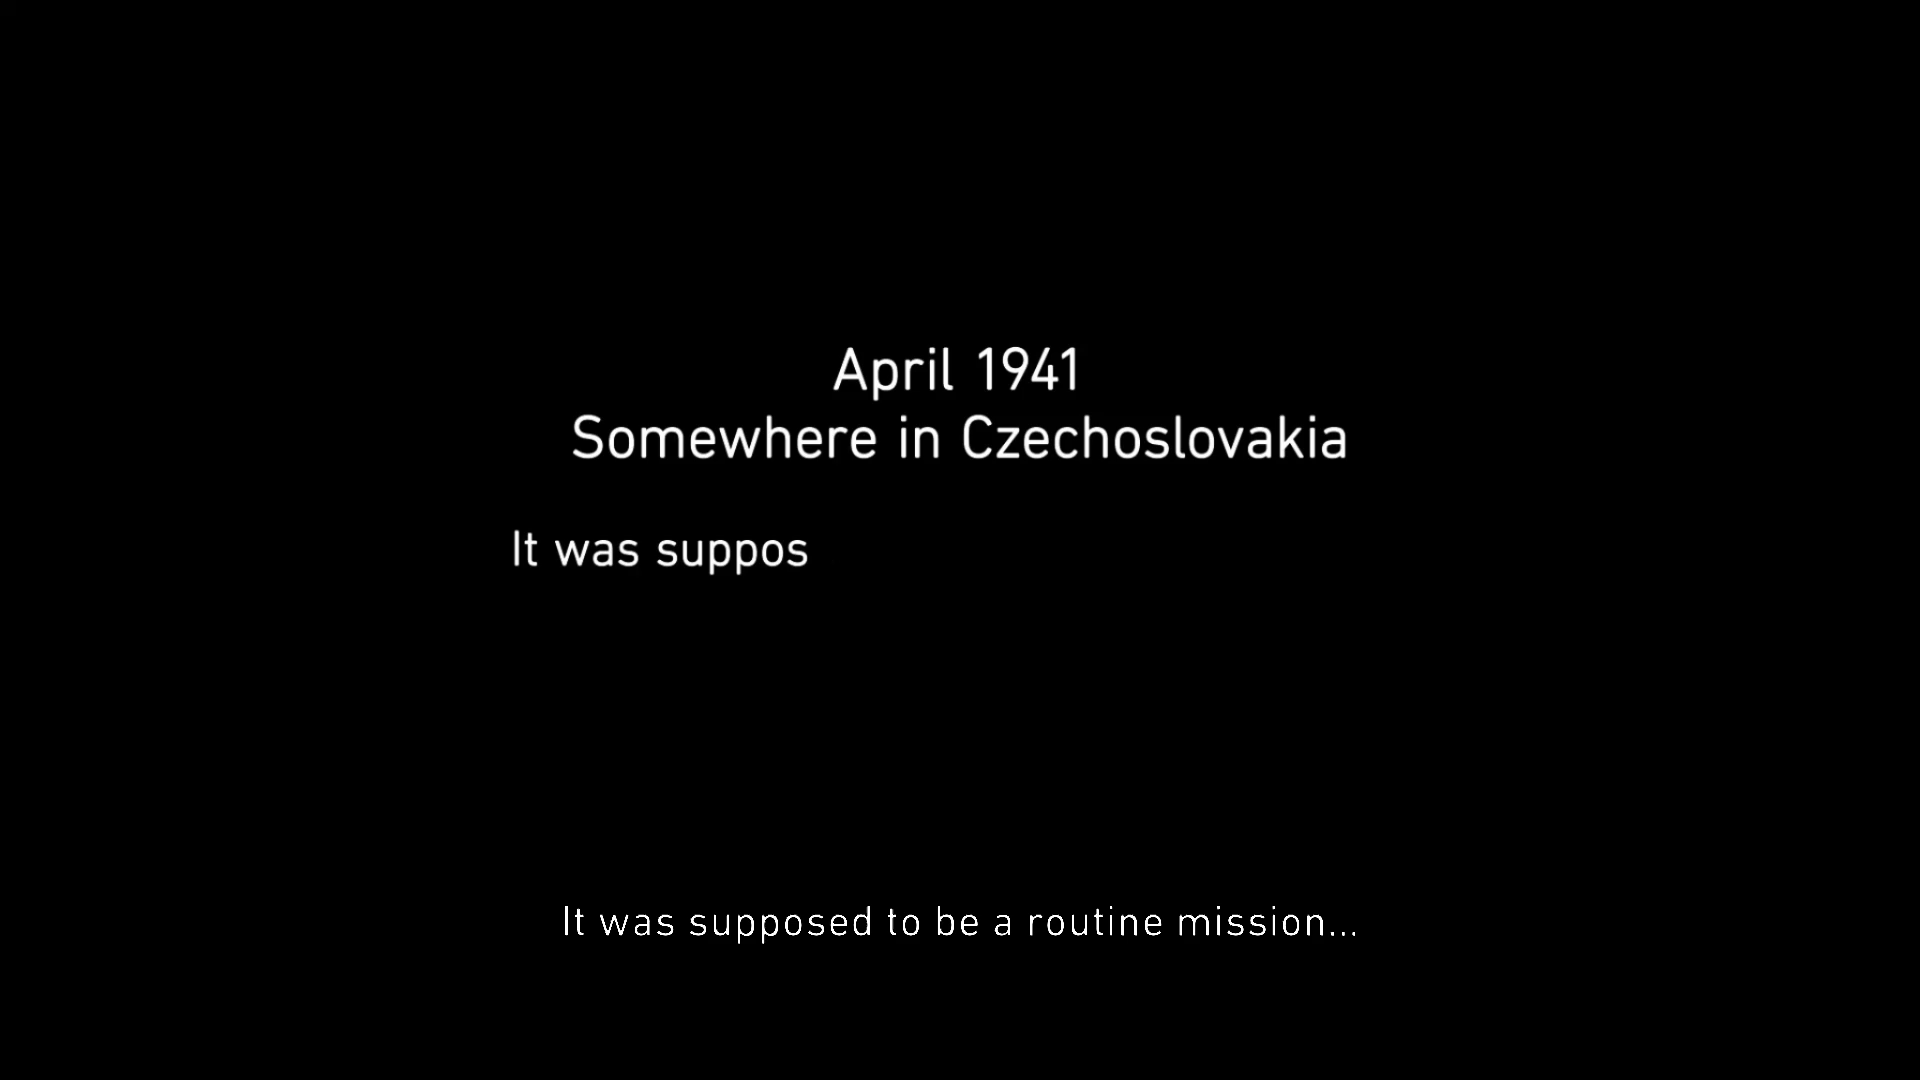 April 1941
Somewhere in Czechoslovakia
It was suppos
It was supposed to be a routine mission...